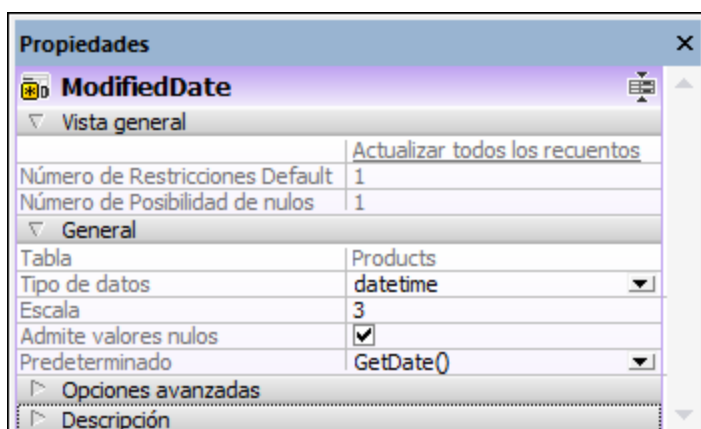 Propiedades
ModifiedDate
Vista general
Actualizar todos los recuentos
Número de Restricciones Default 1
Número de Posibilidad de nulos 1
General
Tabla Products
Tipo de datos datetime
Escala 3
Admite valores nulos
Predeterminado GetDate()
Opciones avanzadas
Descripción